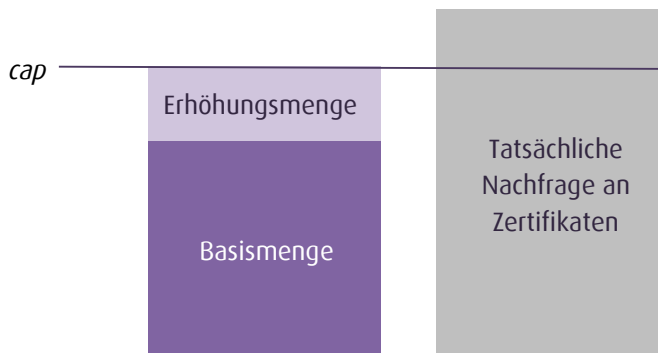 cap
Erhöhungsmenge
Basismenge
Tatsächliche
Nachfrage an
Zertifikaten